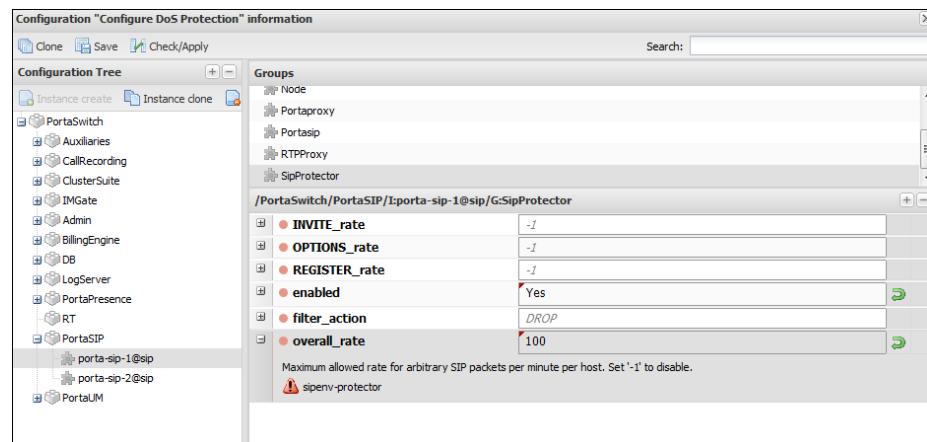 Configuration "Configure DoS Protection" information
Clone Save Check/Apply Search:
Configuration Tree
Instance create Instance clone
PortaSwitch
Auxiliaries
CallRecording
ClusterSuite
IMGate
Admin
BillingEngine
DB
LogServer
PortaPresence
RT
PortaSIP
porta-sip-1@sip
porta-sip-2@sip
PortaUM
Groups
Node
Portaproxy
Portasip
RTPProxy
SipProtector
/PortaSwitch/PortaSIP/I:porta-sip-1@sip/G:SipProtector
INVITE_rate -1
OPTIONS_rate -1
REGISTER_rate -1
enabled Yes
filter_action DROP
overall_rate 100
Maximum allowed rate for arbitrary SIP packets per minute per host. Set '-1' to disable.
sipenv-protector